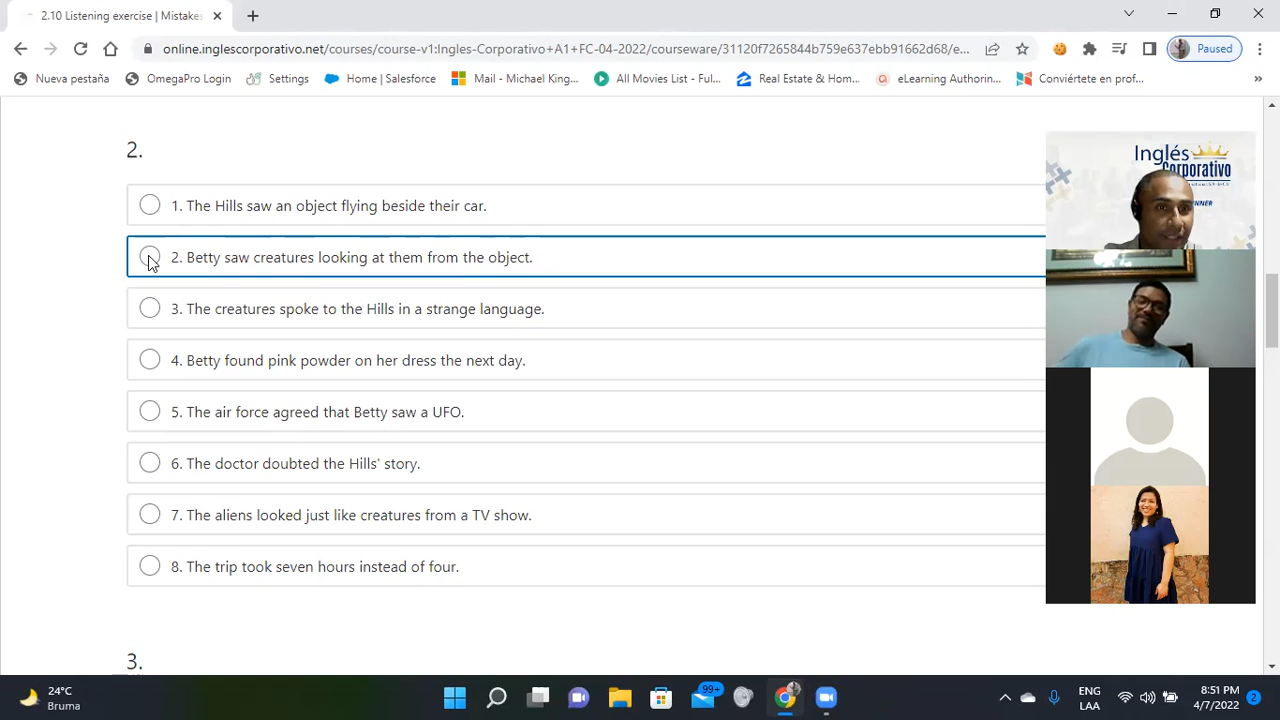 2.10 Listening exercise | Mistake
online.inglescorporativo.net/courses/course-v1:Ingles-Corporativo+A1+FC-04-2022/courseware/31120f7265844b759e637ebb91662d68/e...
Paused
Nueva pestaña
OmegaPro Login
Settings
Home | Salesforce
Mail - Michael King...
All Movies List - Ful...
Real Estate & Hom...
eLearning Authorin...
Conviértete en prof...
»
2.
1. The Hills saw an object flying beside their car.
2. Betty saw creatures looking at them from the object.
3. The creatures spoke to the Hills in a strange language.
4. Betty found pink powder on her dress the next day.
5. The air force agreed that Betty saw a UFO.
6. The doctor doubted the Hills' story.
7. The aliens looked just like creatures from a TV show.
8. The trip took seven hours instead of four.
3.
Inglés
Corporativo
24°C
Bruma
99+
ENG
LAA
8:51 PM
4/7/2022
2